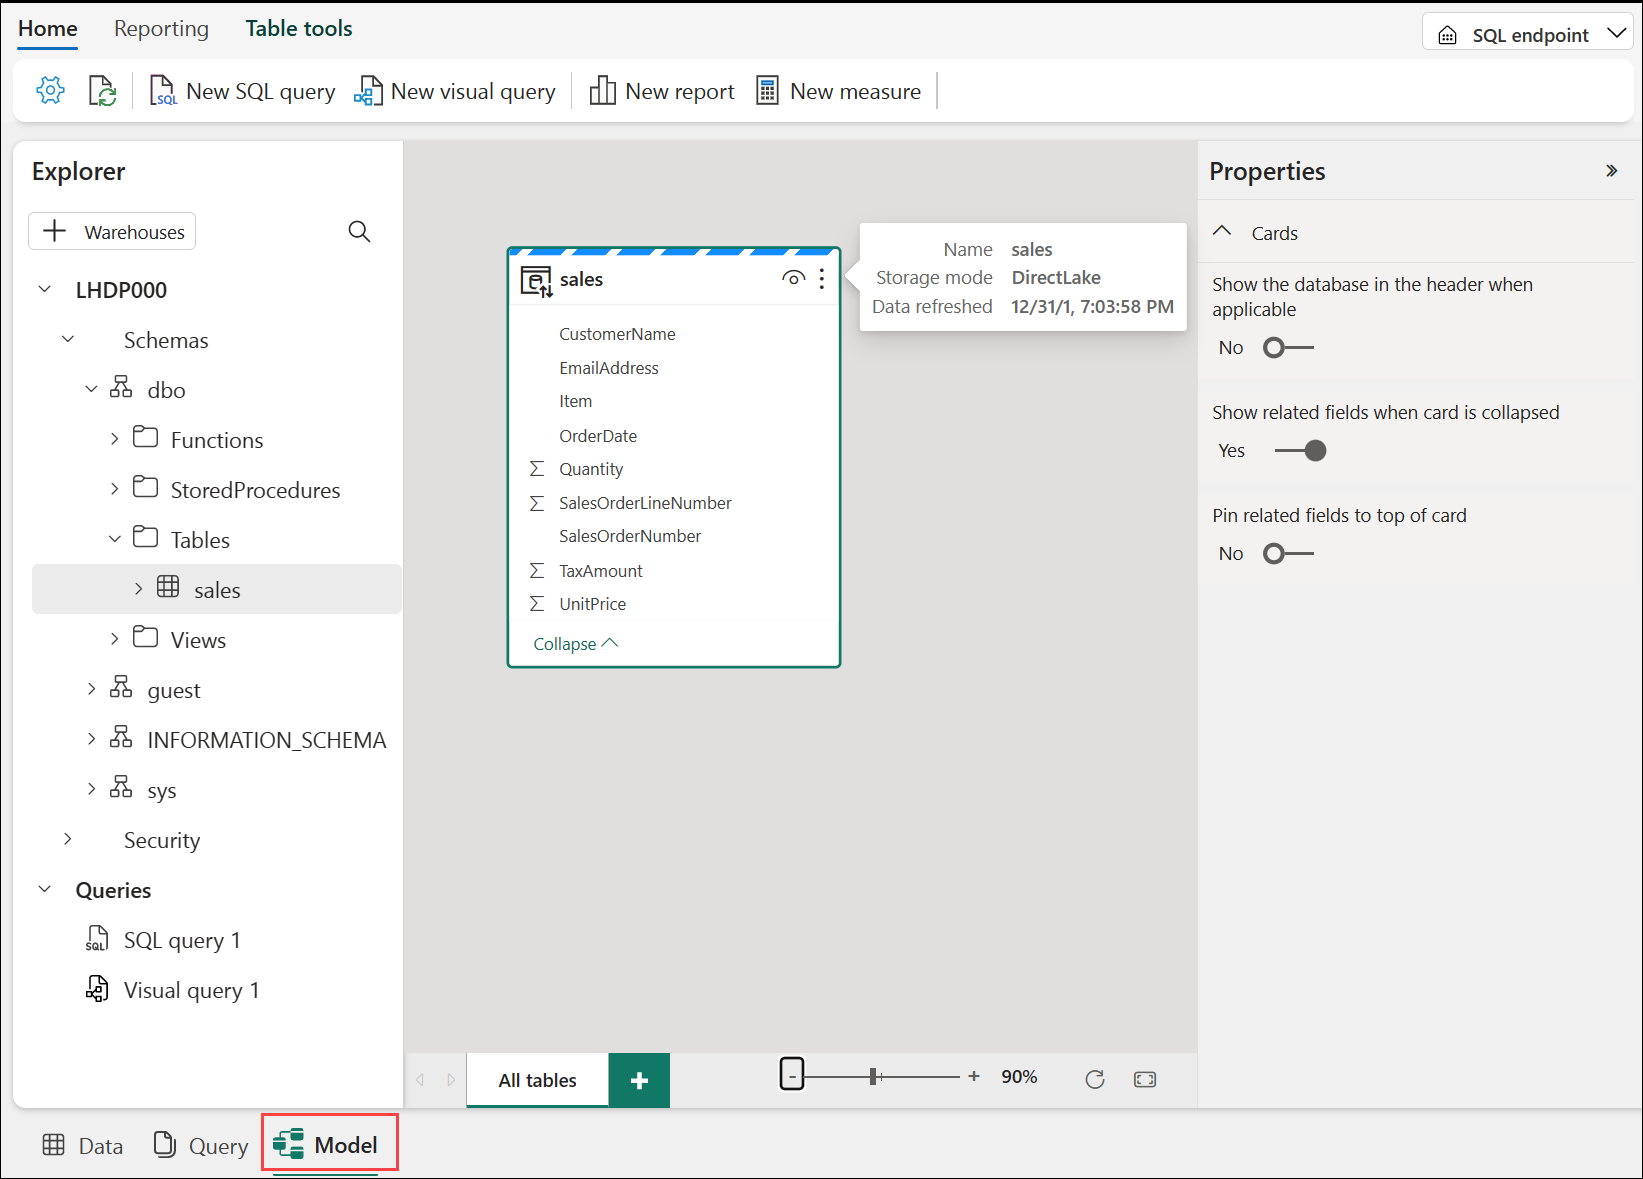 Home Reporting Table tools SQL endpoint
SQL New SQL query New visual query New report New measure
Explorer
+ Warehouses
LHDP000
Schemas
dbo
Functions
StoredProcedures
Tables
sales
Views
guest
INFORMATION_SCHEMA
sys
Security
Queries
SQL SQL query 1
Visual query 1
sales
CustomerName
EmailAddress
Item
OrderDate
Σ Quantity
Σ SalesOrderLineNumber
SalesOrderNumber
Σ TaxAmount
Σ UnitPrice
Collapse
Name sales
Storage mode DirectLake
Data refreshed 12/31/1, 7:03:58 PM
Properties
Cards
Show the database in the header when
applicable
No
Show related fields when card is collapsed
Yes
Pin related fields to top of card
No
All tables + - + 90%
Data Query Model